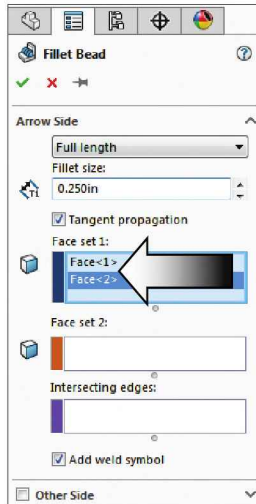 Fillet Bead
Arrow Side
Full length
Fillet size:
0.250in
Tangent propagation
Face set 1:
Face<1>
Face<2>
Face set 2:
Intersecting edges:
Add weld symbol
Other Side